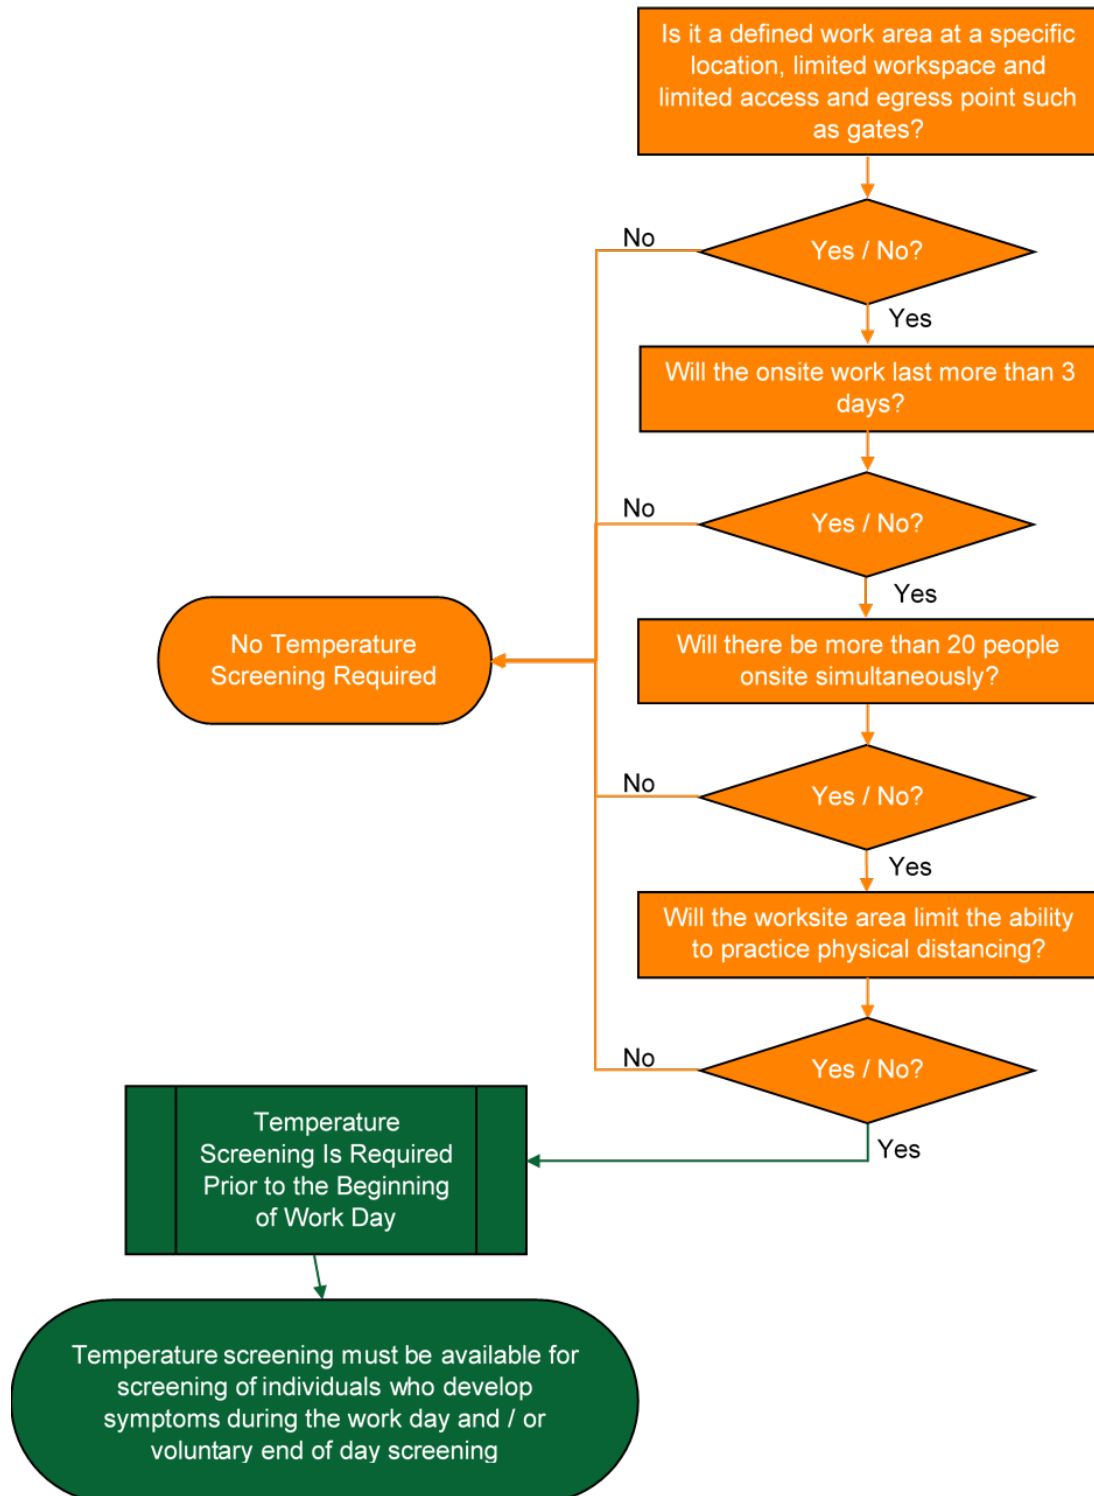 Is it a defined work area at a specific
location, limited workspace and
limited access and egress point such
as gates?
No
Yes / No?
Yes
Will the onsite work last more than 3
days?
No
Yes / No?
Yes
No Temperature
Screening Required
Will there be more than 20 people
onsite simultaneously?
No
Yes / No?
Yes
Will the worksite area limit the ability
to practice physical distancing?
No
Yes / No?
Yes
Temperature
Screening Is Required
Prior to the Beginning
of Work Day
Temperature screening must be available for
screening of individuals who develop
symptoms during the work day and / or
voluntary end of day screening